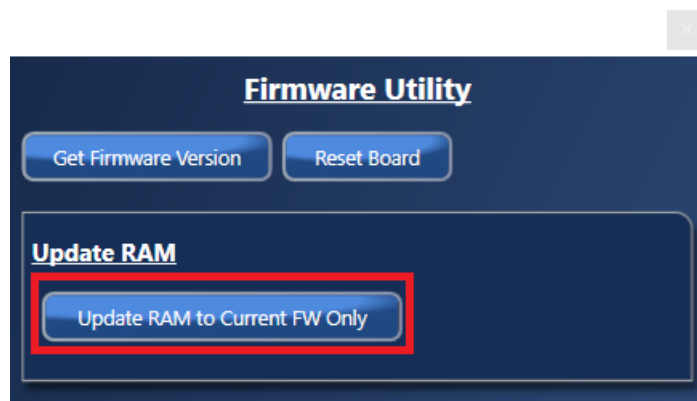 Firmware Utility
Get Firmware Version Reset Board
Update RAM
Update RAM to Current FW Only